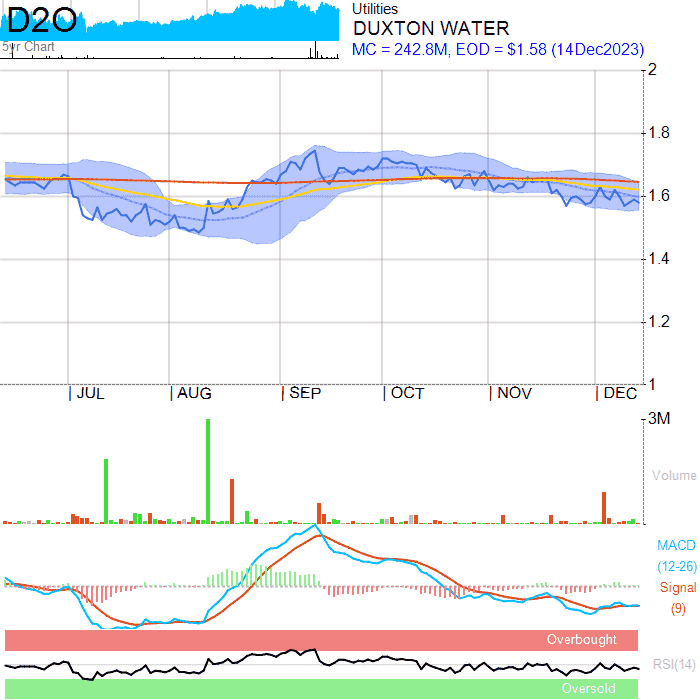 D2O
Utilities
DUXTON WATER
5yr Chart
MC = 242.8M, EOD = $1.58 (14Dec2023)
2
1.8
1.6
1.4
1.2
1
JUL AUG SEP OCT NOV DEC
3M
Volume
MACD
(12-26)
Signal
(9)
Overbought
RSI(14)
Oversold